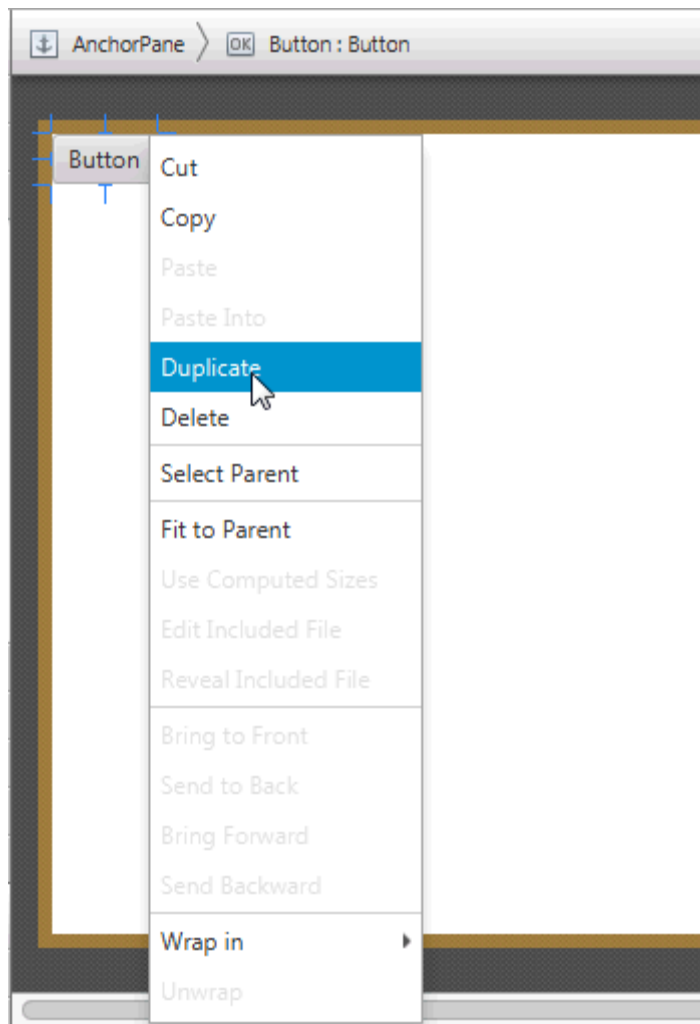 AnchorPane OK Button : Button
Button
Cut
Copy
Paste
Paste Into
Duplicate
Delete
Select Parent
Fit to Parent
Use Computed Sizes
Edit Included File
Reveal Included File
Bring to Front
Send to Back
Bring Forward
Send Backward
Wrap in
Unwrap